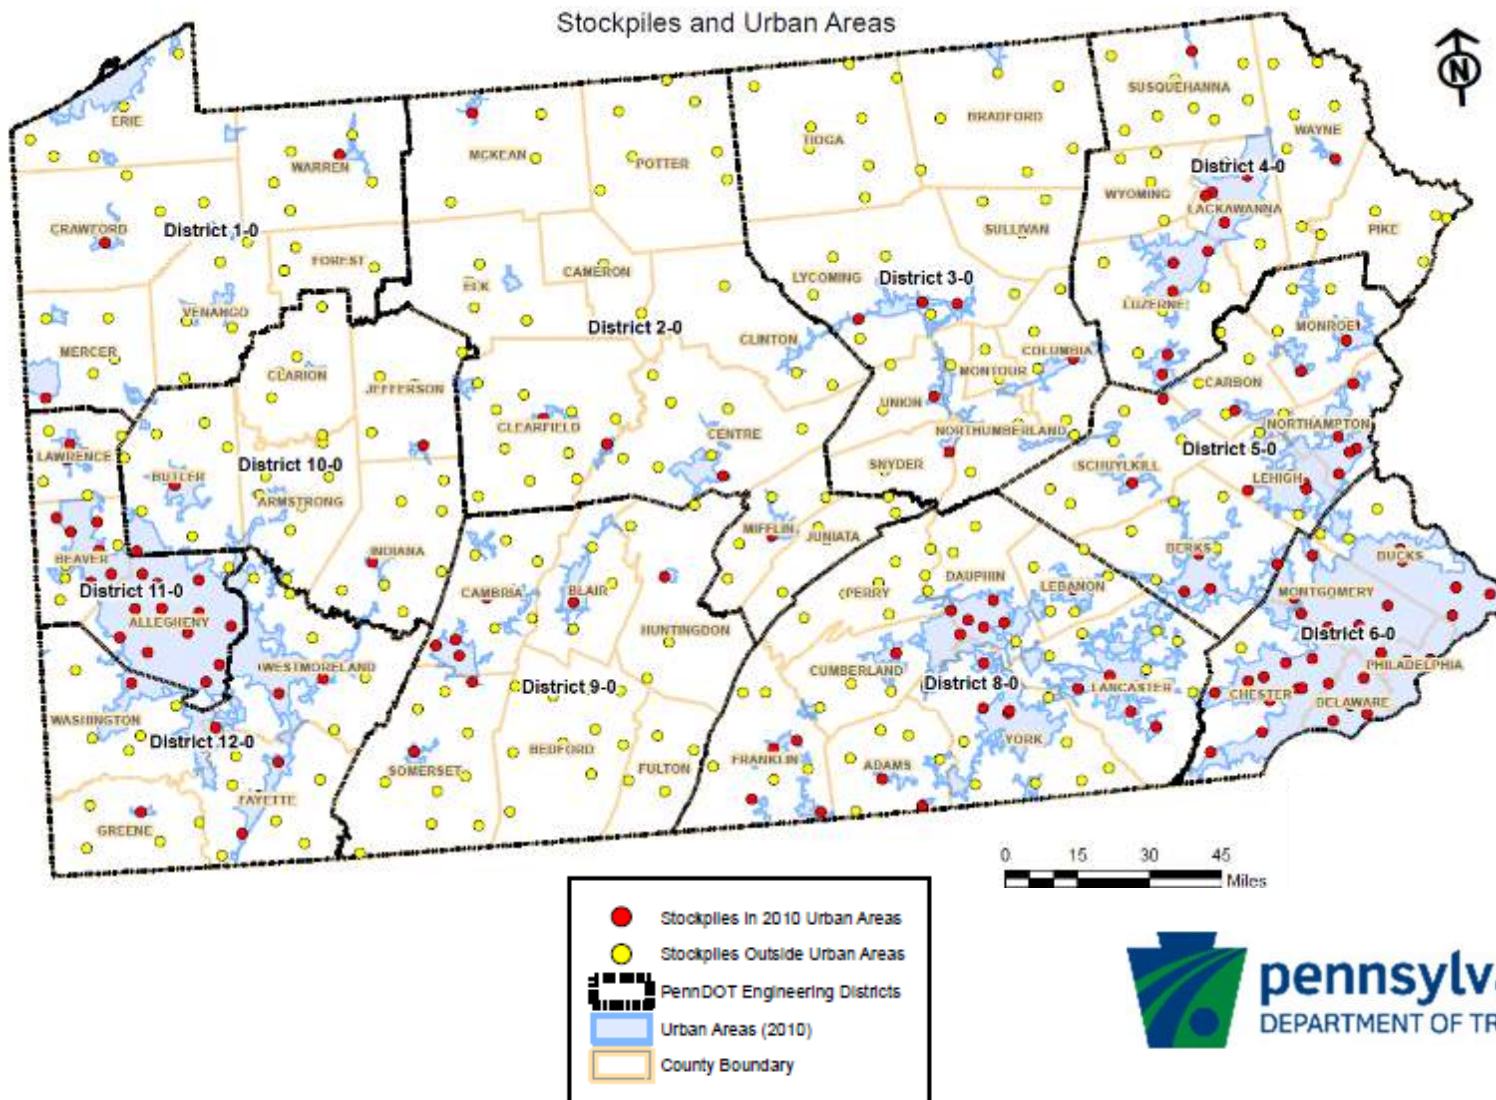 Stockpiles and Urban Areas
N
ERIE
WARREN
MCKEAN
POTTER
TIOGA
BRADFORD
SUSQUEHANNA
WAYNE
CRAWFORD
District 1-0
FOREST
CAMERON
ELK
LYCOMING
District 3-0
SULLIVAN
WYOMING
District 4-0
LACKAWANNA
PIKE
VENANGO
MERCER
District 2-0
CLINTON
COLUMBIA
LUZERNE
MONROE
CLARION
JEFFERSON
MONTOUR
CARBON
CLEARFIELD
CENTRE
UNION
NORTHUMBERLAND
NORTHAMPTON
LAWRENCE
BUTLER
District 10-0
ARMSTRONG
SNYDER
SCHUYLKILL
District 5-0
LEHIGH
BEAVER
INDIANA
MIFFLIN
JUNIATA
BERKS
BUCKS
District 11-0
ALLEGHENY
CAMBRIA
BLAIR
HUNTINGDON
PERRY
DAUPHIN
LEBANON
MONTGOMERY
District 6-0
PHILADELPHIA
WESTMORELAND
CUMBERLAND
District 8-0
LANCASTER
CHESTER
DELAWARE
WASHINGTON
District 12-0
District 9-0
SOMERSET
BEDFORD
FULTON
FRANKLIN
ADAMS
YORK
GREENE
FAYETTE
0 15 30 45
Miles
Stockpiles in 2010 Urban Areas
Stockpiles Outside Urban Areas
PennDOT Engineering Districts
Urban Areas (2010)
County Boundary
pennsylva
DEPARTMENT OF TR